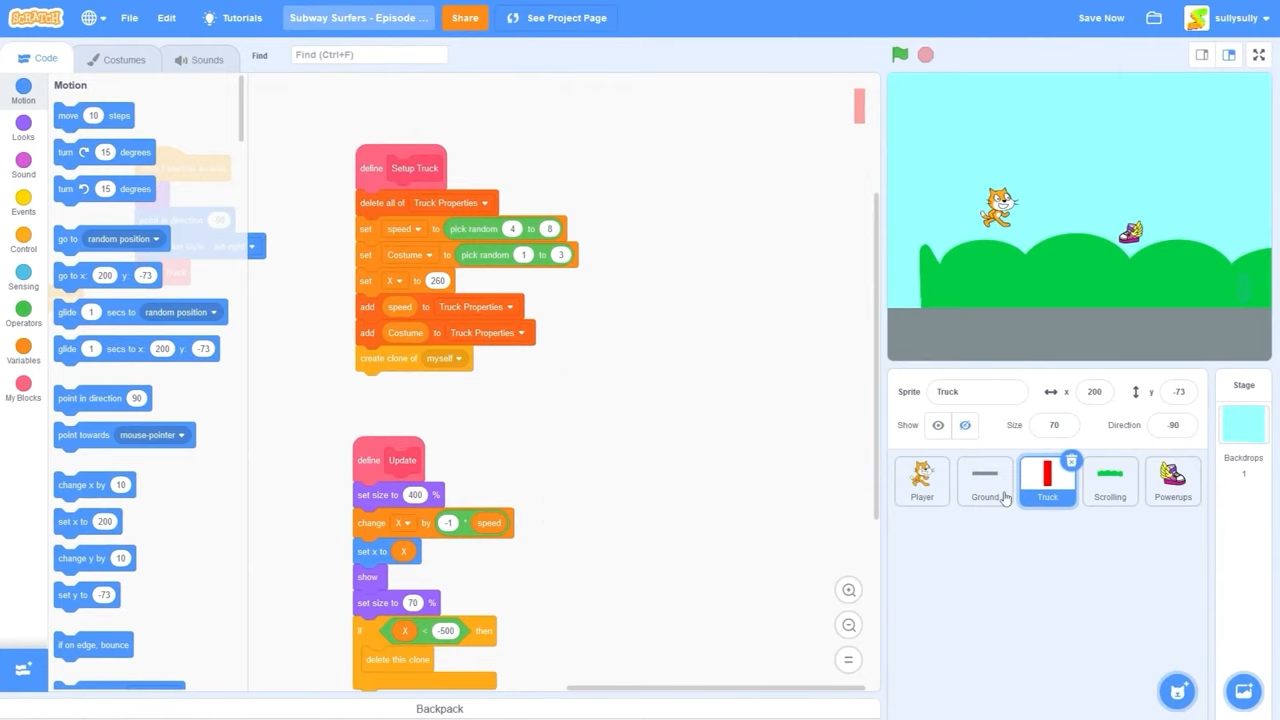 SCRATCH File Edit Tutorials Subway Surfers - Episode ... Share See Project Page Save Now sullysully
Code Costumes Sounds Find Find (Ctrl+F)
Motion
Looks
Sound
Events
Control
Sensing
Operators
Variables
My Blocks
Motion
move 10 steps
turn 15 degrees
turn 15 degrees
go to random position
go to x: 200 y: -73
glide 1 secs to random position
glide 1 secs to x: 200 y: -73
point in direction 90
point towards mouse-pointer
change x by 10
set x to 200
change y by 10
set y to -73
if on edge, bounce
define Setup Truck
delete all of Truck Properties
set speed to pick random 4 to 8
set Costume to pick random 1 to 3
set X to 260
add speed to Truck Properties
add Costume to Truck Properties
create clone of myself
define Update
set size to 400 %
change X by -1 * speed
set x to X
show
set size to 70 %
if X < -500 then
delete this clone
Backpack
Sprite Truck x 200 y -73
Show Size 70 Direction -90
Player Ground Truck Scrolling Powerups
Stage
Backdrops
1